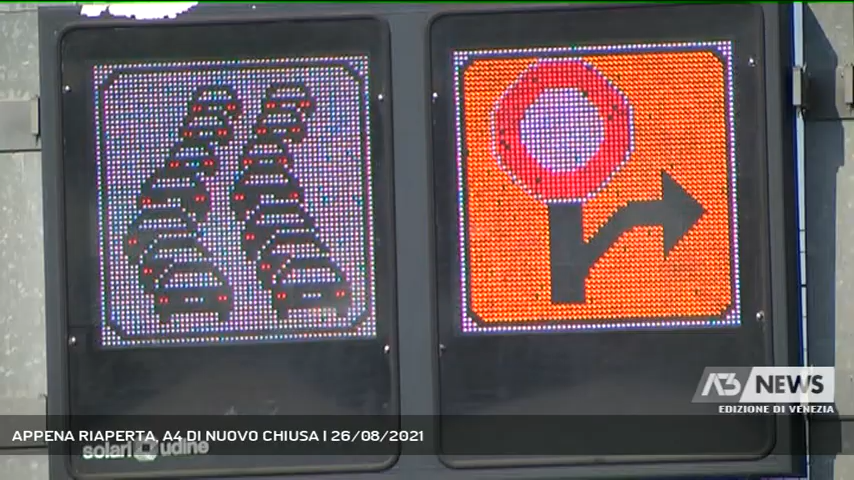 A3 NEWS
EDIZIONE DI VENEZIA
APPENA RIAPERTA, A4 DI NUOVO CHIUSA | 26/08/2021
solari udine